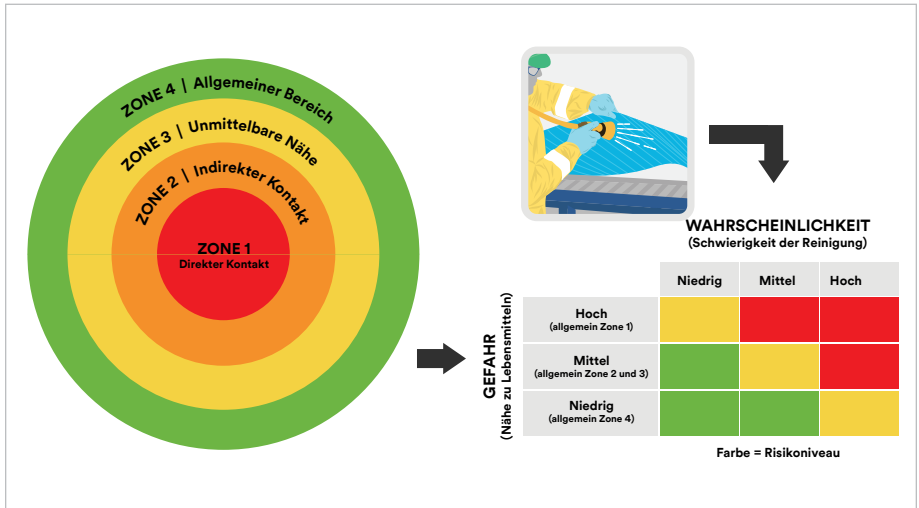 ZONE 4 | Allgemeiner Bereich
ZONE 3 | Unmittelbare Nähe
ZONE 2 | Indirekter Kontakt
ZONE 1
Direkter Kontakt
WAHRSCHEINLICHKEIT
(Schwierigkeit der Reinigung)
Niedrig Mittel Hoch
GEFAHR
(Nähe zu Lebensmitteln)
Hoch
(allgemein Zone 1)
Mittel
(allgemein Zone 2 und 3)
Niedrig
(allgemein Zone 4)
Farbe = Risikoniveau